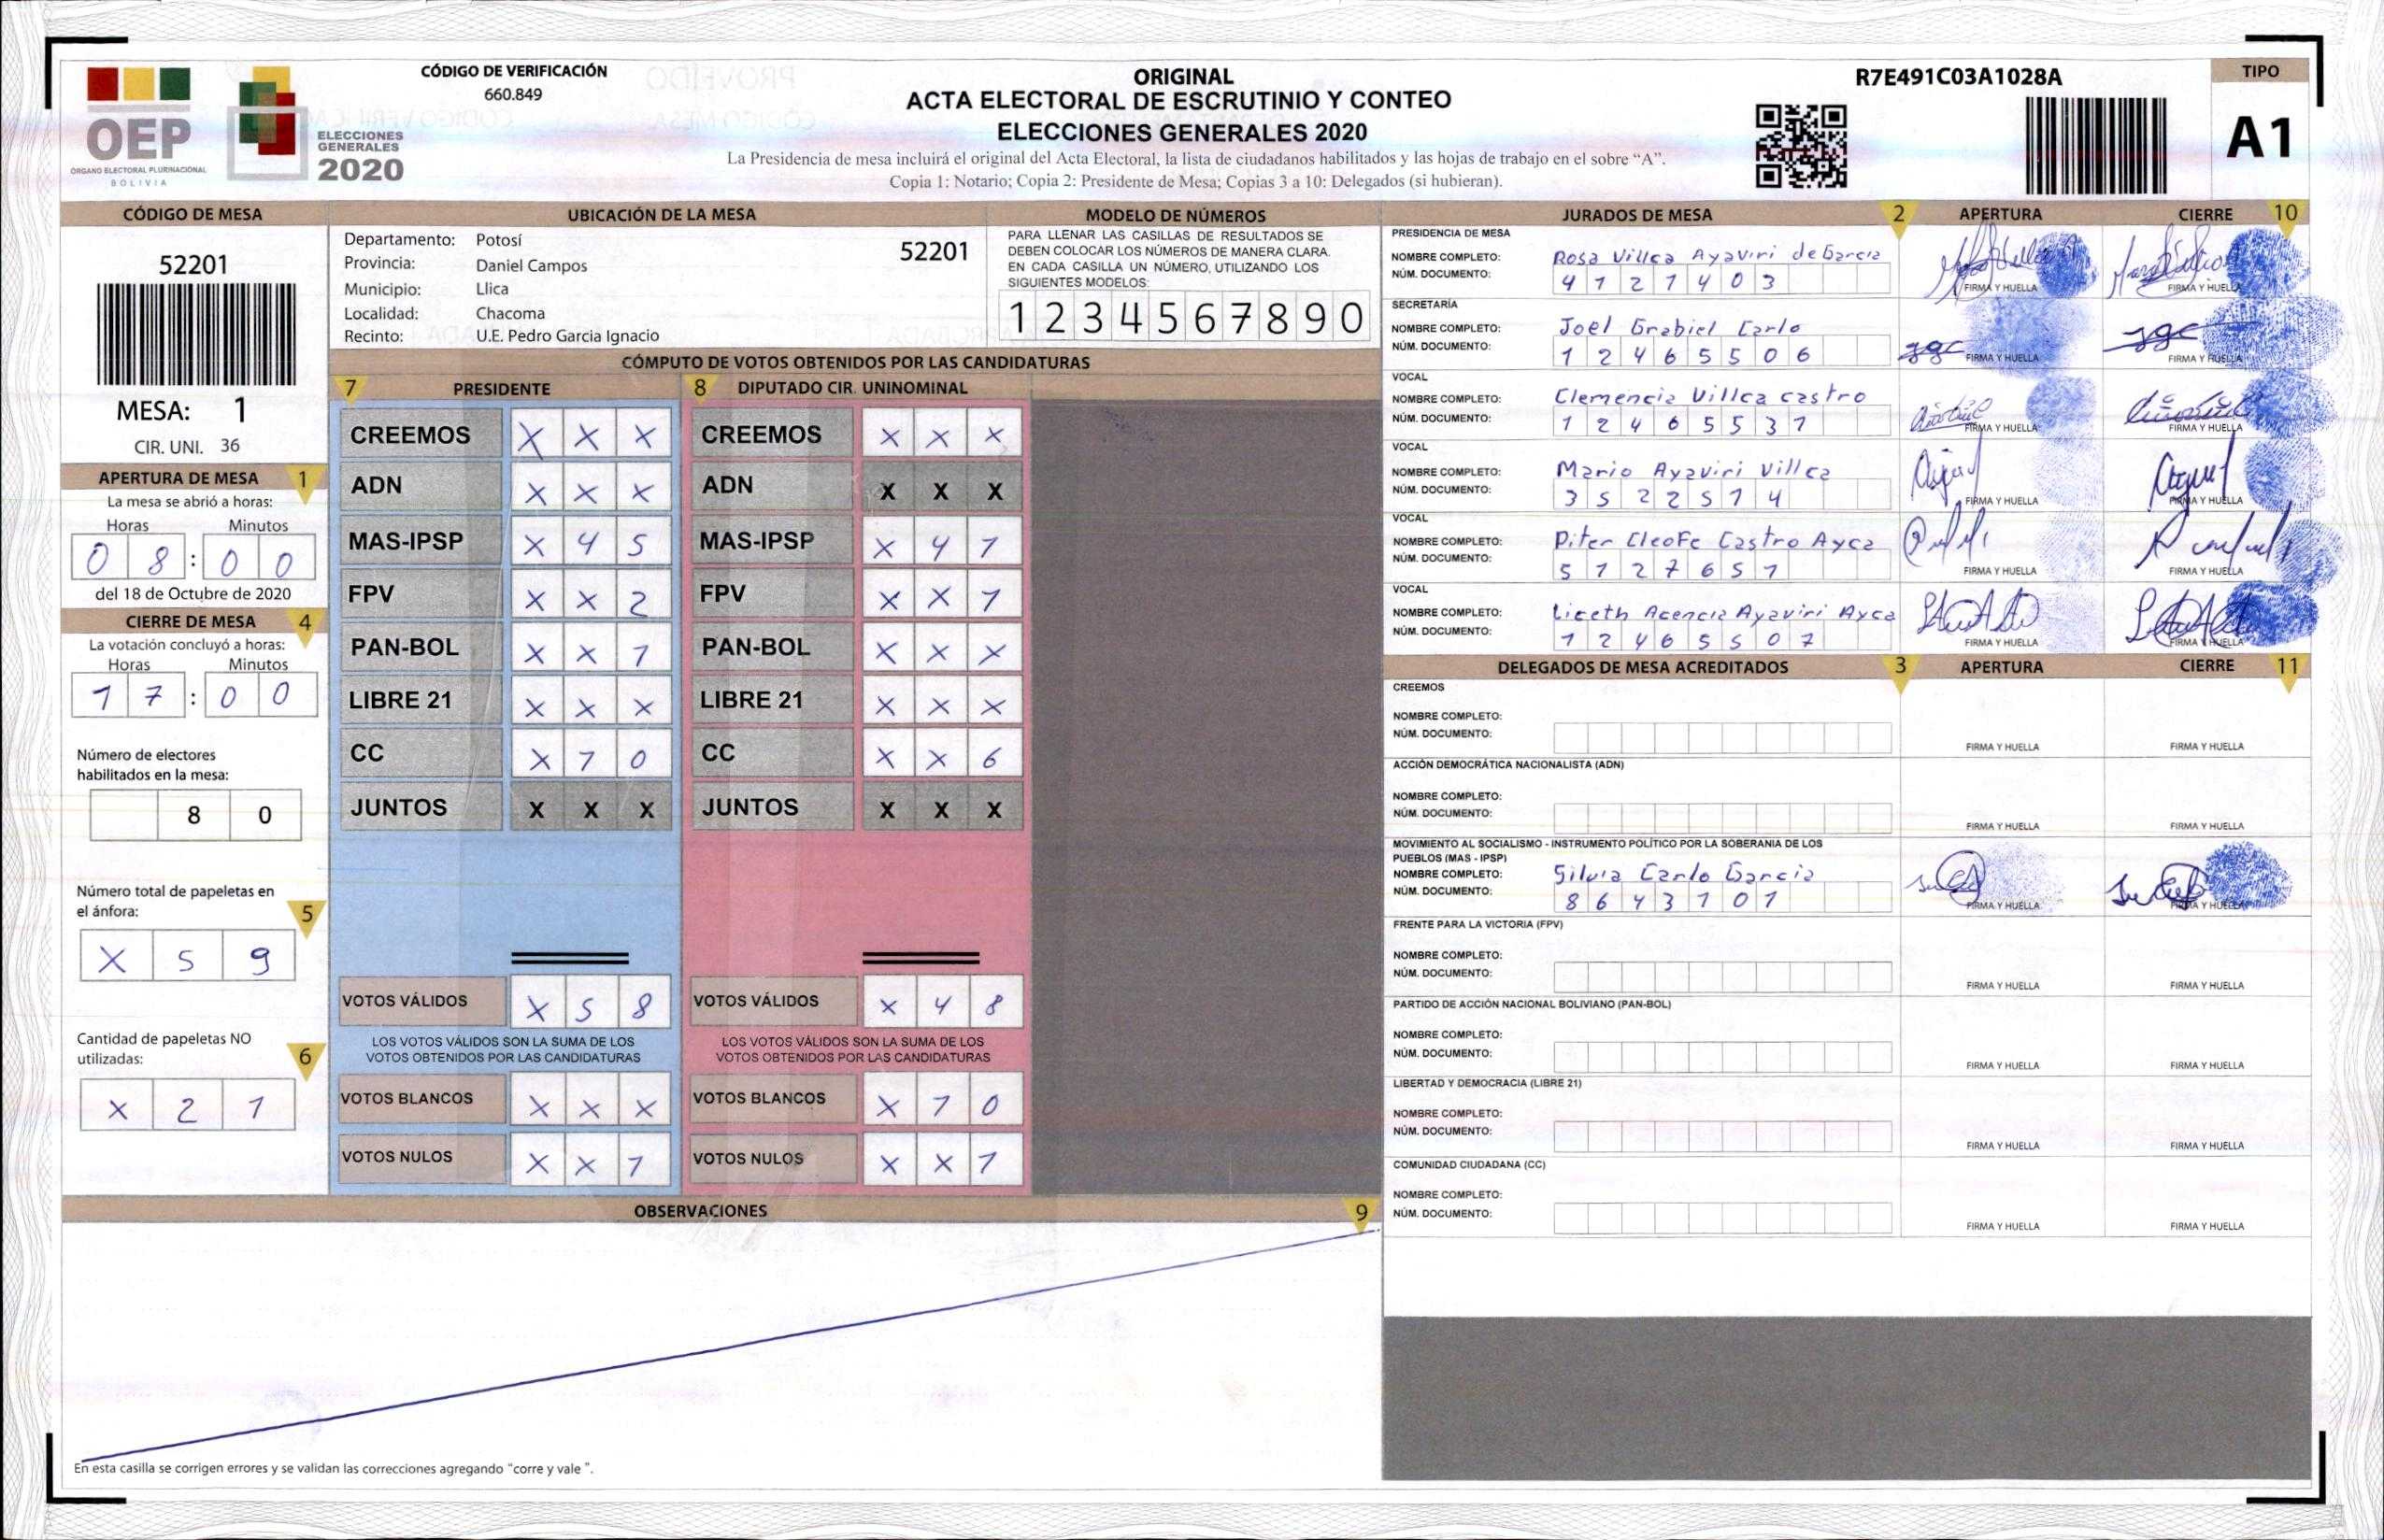 OEP
ÓRGANO ELECTORAL PLURINACIONAL
BOLIVIA
ELECCIONES
GENERALES
2020
CÓDIGO DE VERIFICACIÓN
660.849
ORIGINAL
ACTA ELECTORAL DE ESCRUTINIO Y CONTEO
ELECCIONES GENERALES 2020
La Presidencia de mesa incluirá el original del Acta Electoral, la lista de ciudadanos habilitados y las hojas de trabajo en el sobre “A”.
Copia 1: Notario; Copia 2: Presidente de Mesa; Copias 3 a 10: Delegados (si hubieran).
R7E491C03A1028A
TIPO
A1
CÓDIGO DE MESA
52201
MESA: 1
CIR. UNI. 36
APERTURA DE MESA 1
La mesa se abrió a horas:
Horas Minutos
0 8 : 0 0
del 18 de Octubre de 2020
CIERRE DE MESA 4
La votación concluyó a horas:
Horas Minutos
1 7 : 0 0
Número de electores
habilitados en la mesa:
8 0
Número total de papeletas en
el ánfora: 5
X 5 9
Cantidad de papeletas NO
utilizadas: 6
X 2 1
UBICACIÓN DE LA MESA
Departamento: Potosí
52201
Provincia: Daniel Campos
Municipio: Llica
Localidad: Chacoma
Recinto: U.E. Pedro Garcia Ignacio
MODELO DE NÚMEROS
PARA LLENAR LAS CASILLAS DE RESULTADOS SE
DEBEN COLOCAR LOS NÚMEROS DE MANERA CLARA.
EN CADA CASILLA UN NÚMERO, UTILIZANDO LOS
SIGUIENTES MODELOS:
1 2 3 4 5 6 7 8 9 0
CÓMPUTO DE VOTOS OBTENIDOS POR LAS CANDIDATURAS
7 PRESIDENTE
CREEMOS X X X
ADN X X X
MAS-IPSP X 4 5
FPV X X 2
PAN-BOL X X 1
LIBRE 21 X X X
CC X 1 0
JUNTOS X X X
VOTOS VÁLIDOS X 5 8
LOS VOTOS VÁLIDOS SON LA SUMA DE LOS
VOTOS OBTENIDOS POR LAS CANDIDATURAS
VOTOS BLANCOS X X X
VOTOS NULOS X X 1
8 DIPUTADO CIR. UNINOMINAL
CREEMOS X X X
ADN X X X
MAS-IPSP X 4 1
FPV X X 1
PAN-BOL X X X
LIBRE 21 X X X
CC X X 6
JUNTOS X X X
VOTOS VÁLIDOS X 4 8
LOS VOTOS VÁLIDOS SON LA SUMA DE LOS
VOTOS OBTENIDOS POR LAS CANDIDATURAS
VOTOS BLANCOS X 1 0
VOTOS NULOS X X 1
OBSERVACIONES 9
En esta casilla se corrigen errores y se validan las correcciones agregando “corre y vale ”.
JURADOS DE MESA 2 APERTURA CIERRE 10
PRESIDENCIA DE MESA
NOMBRE COMPLETO: Rosa Villca Ayaviri de Garcia
NÚM. DOCUMENTO: 4 1 2 1 4 0 3
FIRMA Y HUELLA FIRMA Y HUELLA
SECRETARÍA
NOMBRE COMPLETO: Joel Grabiel Carlo
NÚM. DOCUMENTO: 1 2 4 6 5 5 0 6
FIRMA Y HUELLA FIRMA Y HUELLA
VOCAL
NOMBRE COMPLETO: Clemencia Villca castro
NÚM. DOCUMENTO: 1 2 4 6 5 5 3 1
FIRMA Y HUELLA FIRMA Y HUELLA
VOCAL
NOMBRE COMPLETO: Mario Ayaviri Villca
NÚM. DOCUMENTO: 3 5 2 2 5 1 4
FIRMA Y HUELLA FIRMA Y HUELLA
VOCAL
NOMBRE COMPLETO: Piter Cleofe Castro Ayca
NÚM. DOCUMENTO: 5 1 2 7 6 5 1
FIRMA Y HUELLA FIRMA Y HUELLA
VOCAL
NOMBRE COMPLETO: Liceth Acencia Ayaviri Ayca
NÚM. DOCUMENTO: 1 2 4 6 5 5 0 7
FIRMA Y HUELLA FIRMA Y HUELLA
DELEGADOS DE MESA ACREDITADOS 3 APERTURA CIERRE 11
CREEMOS
NOMBRE COMPLETO:
NÚM. DOCUMENTO:
FIRMA Y HUELLA FIRMA Y HUELLA
ACCIÓN DEMOCRÁTICA NACIONALISTA (ADN)
NOMBRE COMPLETO:
NÚM. DOCUMENTO:
FIRMA Y HUELLA FIRMA Y HUELLA
MOVIMIENTO AL SOCIALISMO - INSTRUMENTO POLÍTICO POR LA SOBERANIA DE LOS
PUEBLOS (MAS - IPSP)
NOMBRE COMPLETO: Silvia Carlo Garcia
NÚM. DOCUMENTO: 8 6 4 3 1 0 1
FIRMA Y HUELLA FIRMA Y HUELLA
FRENTE PARA LA VICTORIA (FPV)
NOMBRE COMPLETO:
NÚM. DOCUMENTO:
FIRMA Y HUELLA FIRMA Y HUELLA
PARTIDO DE ACCIÓN NACIONAL BOLIVIANO (PAN-BOL)
NOMBRE COMPLETO:
NÚM. DOCUMENTO:
FIRMA Y HUELLA FIRMA Y HUELLA
LIBERTAD Y DEMOCRACIA (LIBRE 21)
NOMBRE COMPLETO:
NÚM. DOCUMENTO:
FIRMA Y HUELLA FIRMA Y HUELLA
COMUNIDAD CIUDADANA (CC)
NOMBRE COMPLETO:
NÚM. DOCUMENTO:
FIRMA Y HUELLA FIRMA Y HUELLA